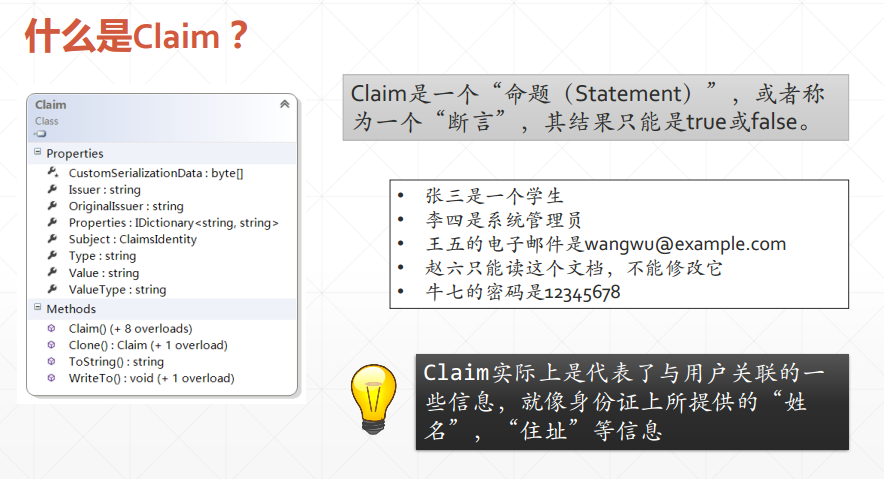 什么是Claim？
Claim
Class
Properties
CustomSerializationData : byte[]
Issuer : string
OriginalIssuer : string
Properties : IDictionary<string, string>
Subject : ClaimsIdentity
Type : string
Value : string
ValueType : string
Methods
Claim() (+ 8 overloads)
Clone() : Claim (+ 1 overload)
ToString() : string
WriteTo() : void (+ 1 overload)
Claim是一个“命题（Statement）”，或者称
为一个“断言”，其结果只能是true或false。
• 张三是一个学生
• 李四是系统管理员
• 王五的电子邮件是wangwu@example.com
• 赵六只能读这个文档，不能修改它
• 牛七的密码是12345678
Claim实际上是代表了与用户关联的一
些信息，就像身份证上所提供的“姓
名”，“住址”等信息